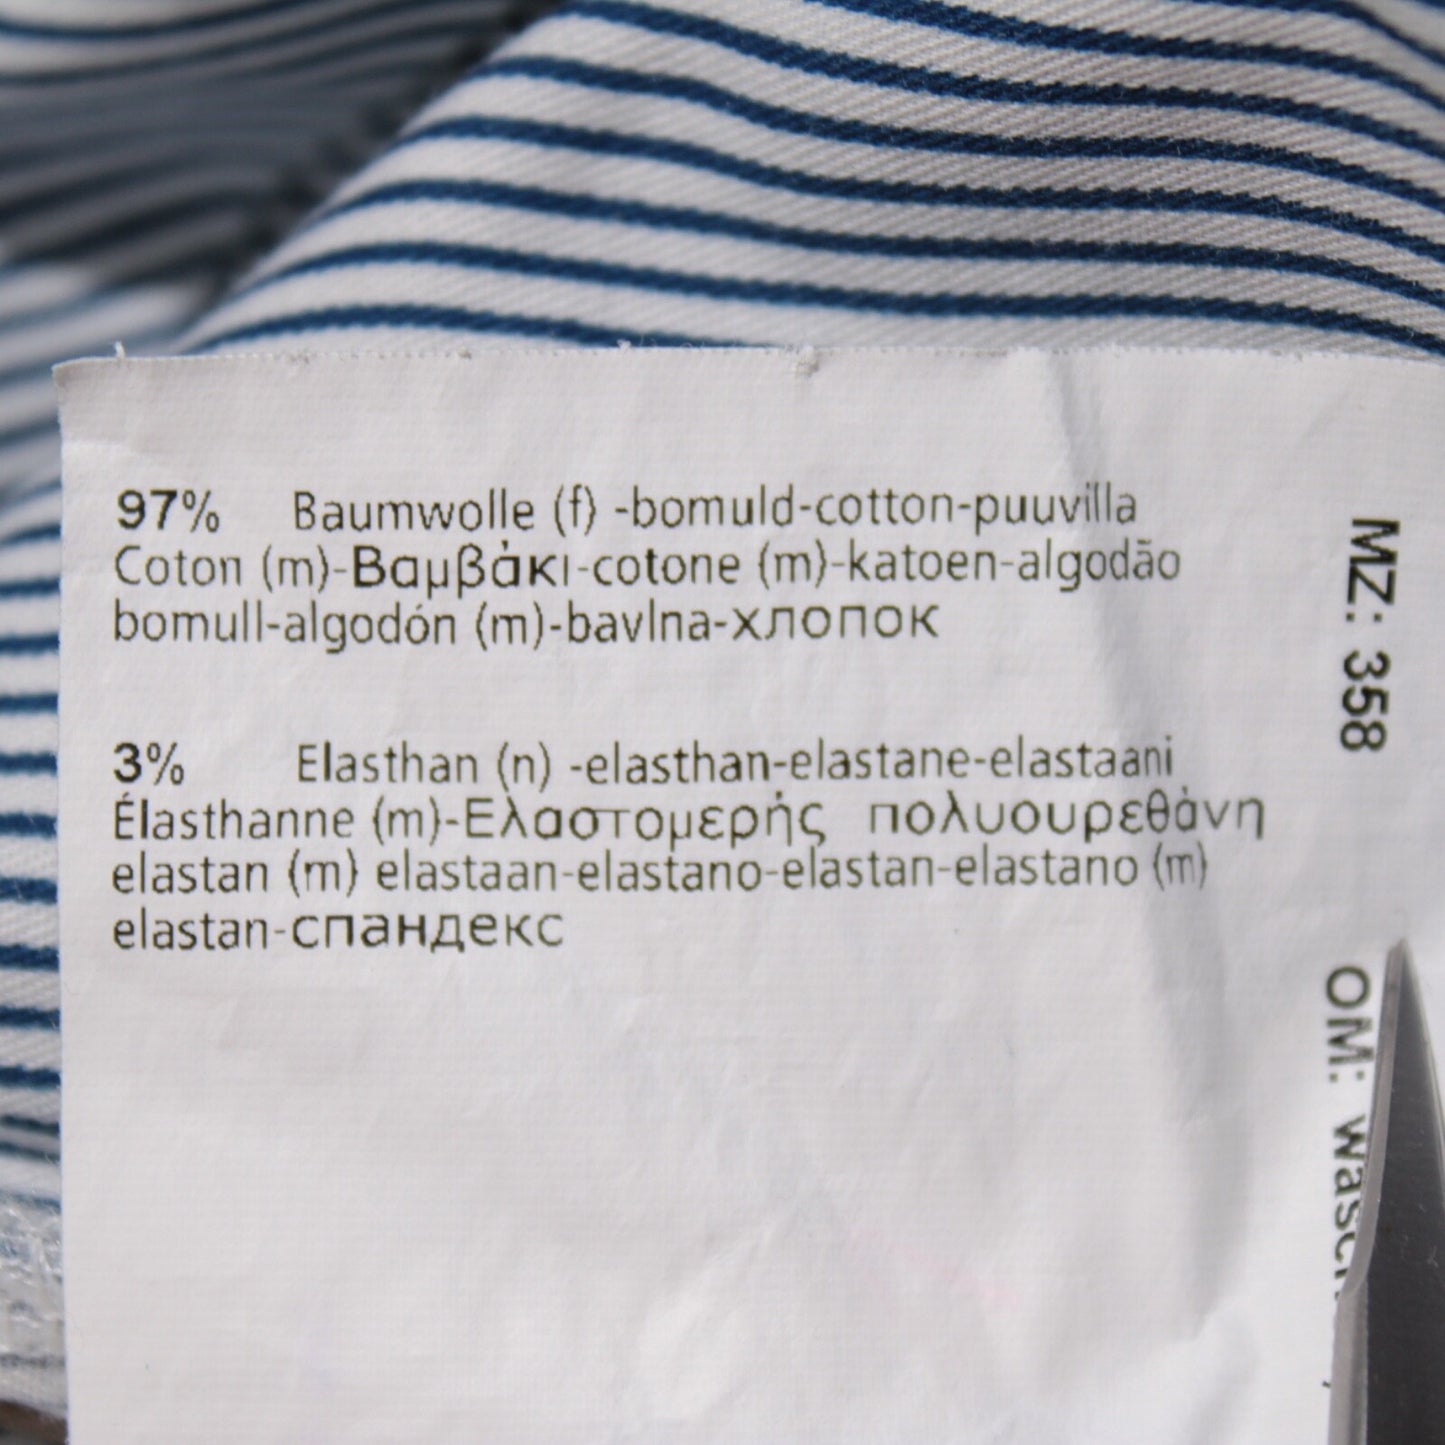 97% Baumwolle (f) -bomuld-cotton-puuvilla
Coton (m)-Βαμβάκι-cotone (m)-katoen-algodão
bomull-algodón (m)-bavlna-хлопок
3% Elasthan (n) -elasthan-elastane-elastaani
Élasthanne (m)-Ελαστομερής πολυουρεθάνη
elastan (m) elastaan-elastano-elastan-elastano (m)
elastan-спандекс
MZ: 358
OM: